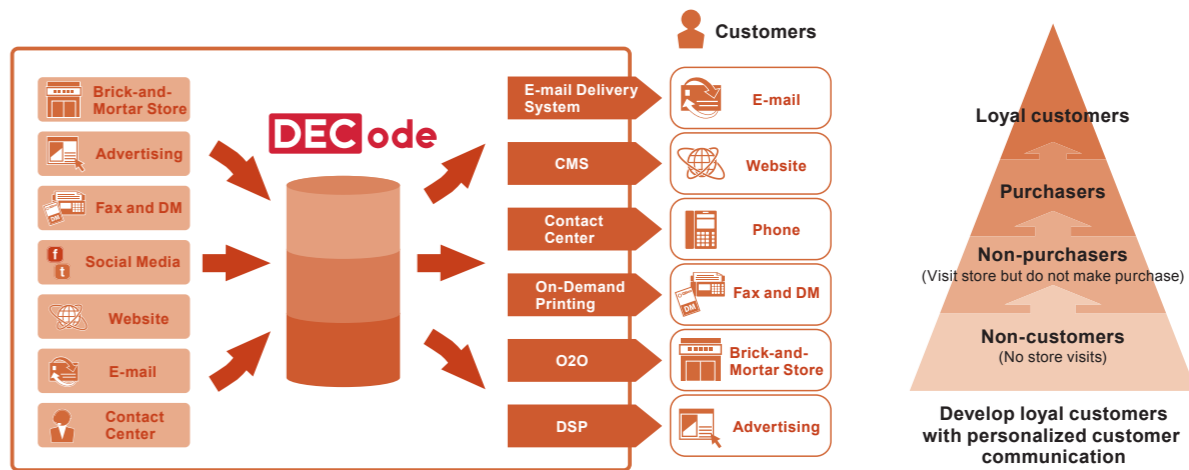 Brick-and-
Mortar Store
Advertising
DM
Fax and DM
f
t
Social Media
Website
E-mail
Contact
Center
DECode
E-mail Delivery
System
CMS
Contact
Center
On-Demand
Printing
O2O
DSP
Customers
E-mail
Website
Phone
DM
Fax and DM
Brick-and-
Mortar Store
Advertising
Loyal customers
Purchasers
Non-purchasers
(Visit store but do not make purchase)
Non-customers
(No store visits)
Develop loyal customers
with personalized customer
communication